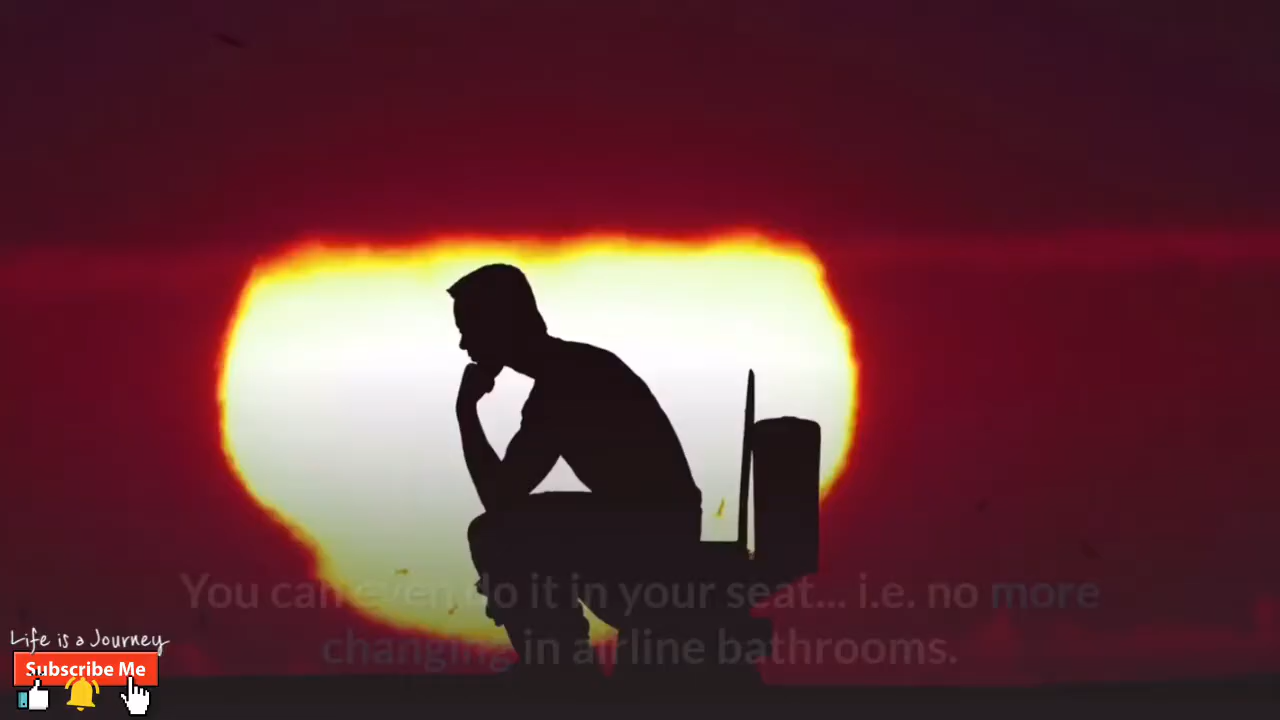 You can even do it in your seat... i.e. no more
changing in airline bathrooms.
Life is a Journey
Subscribe Me